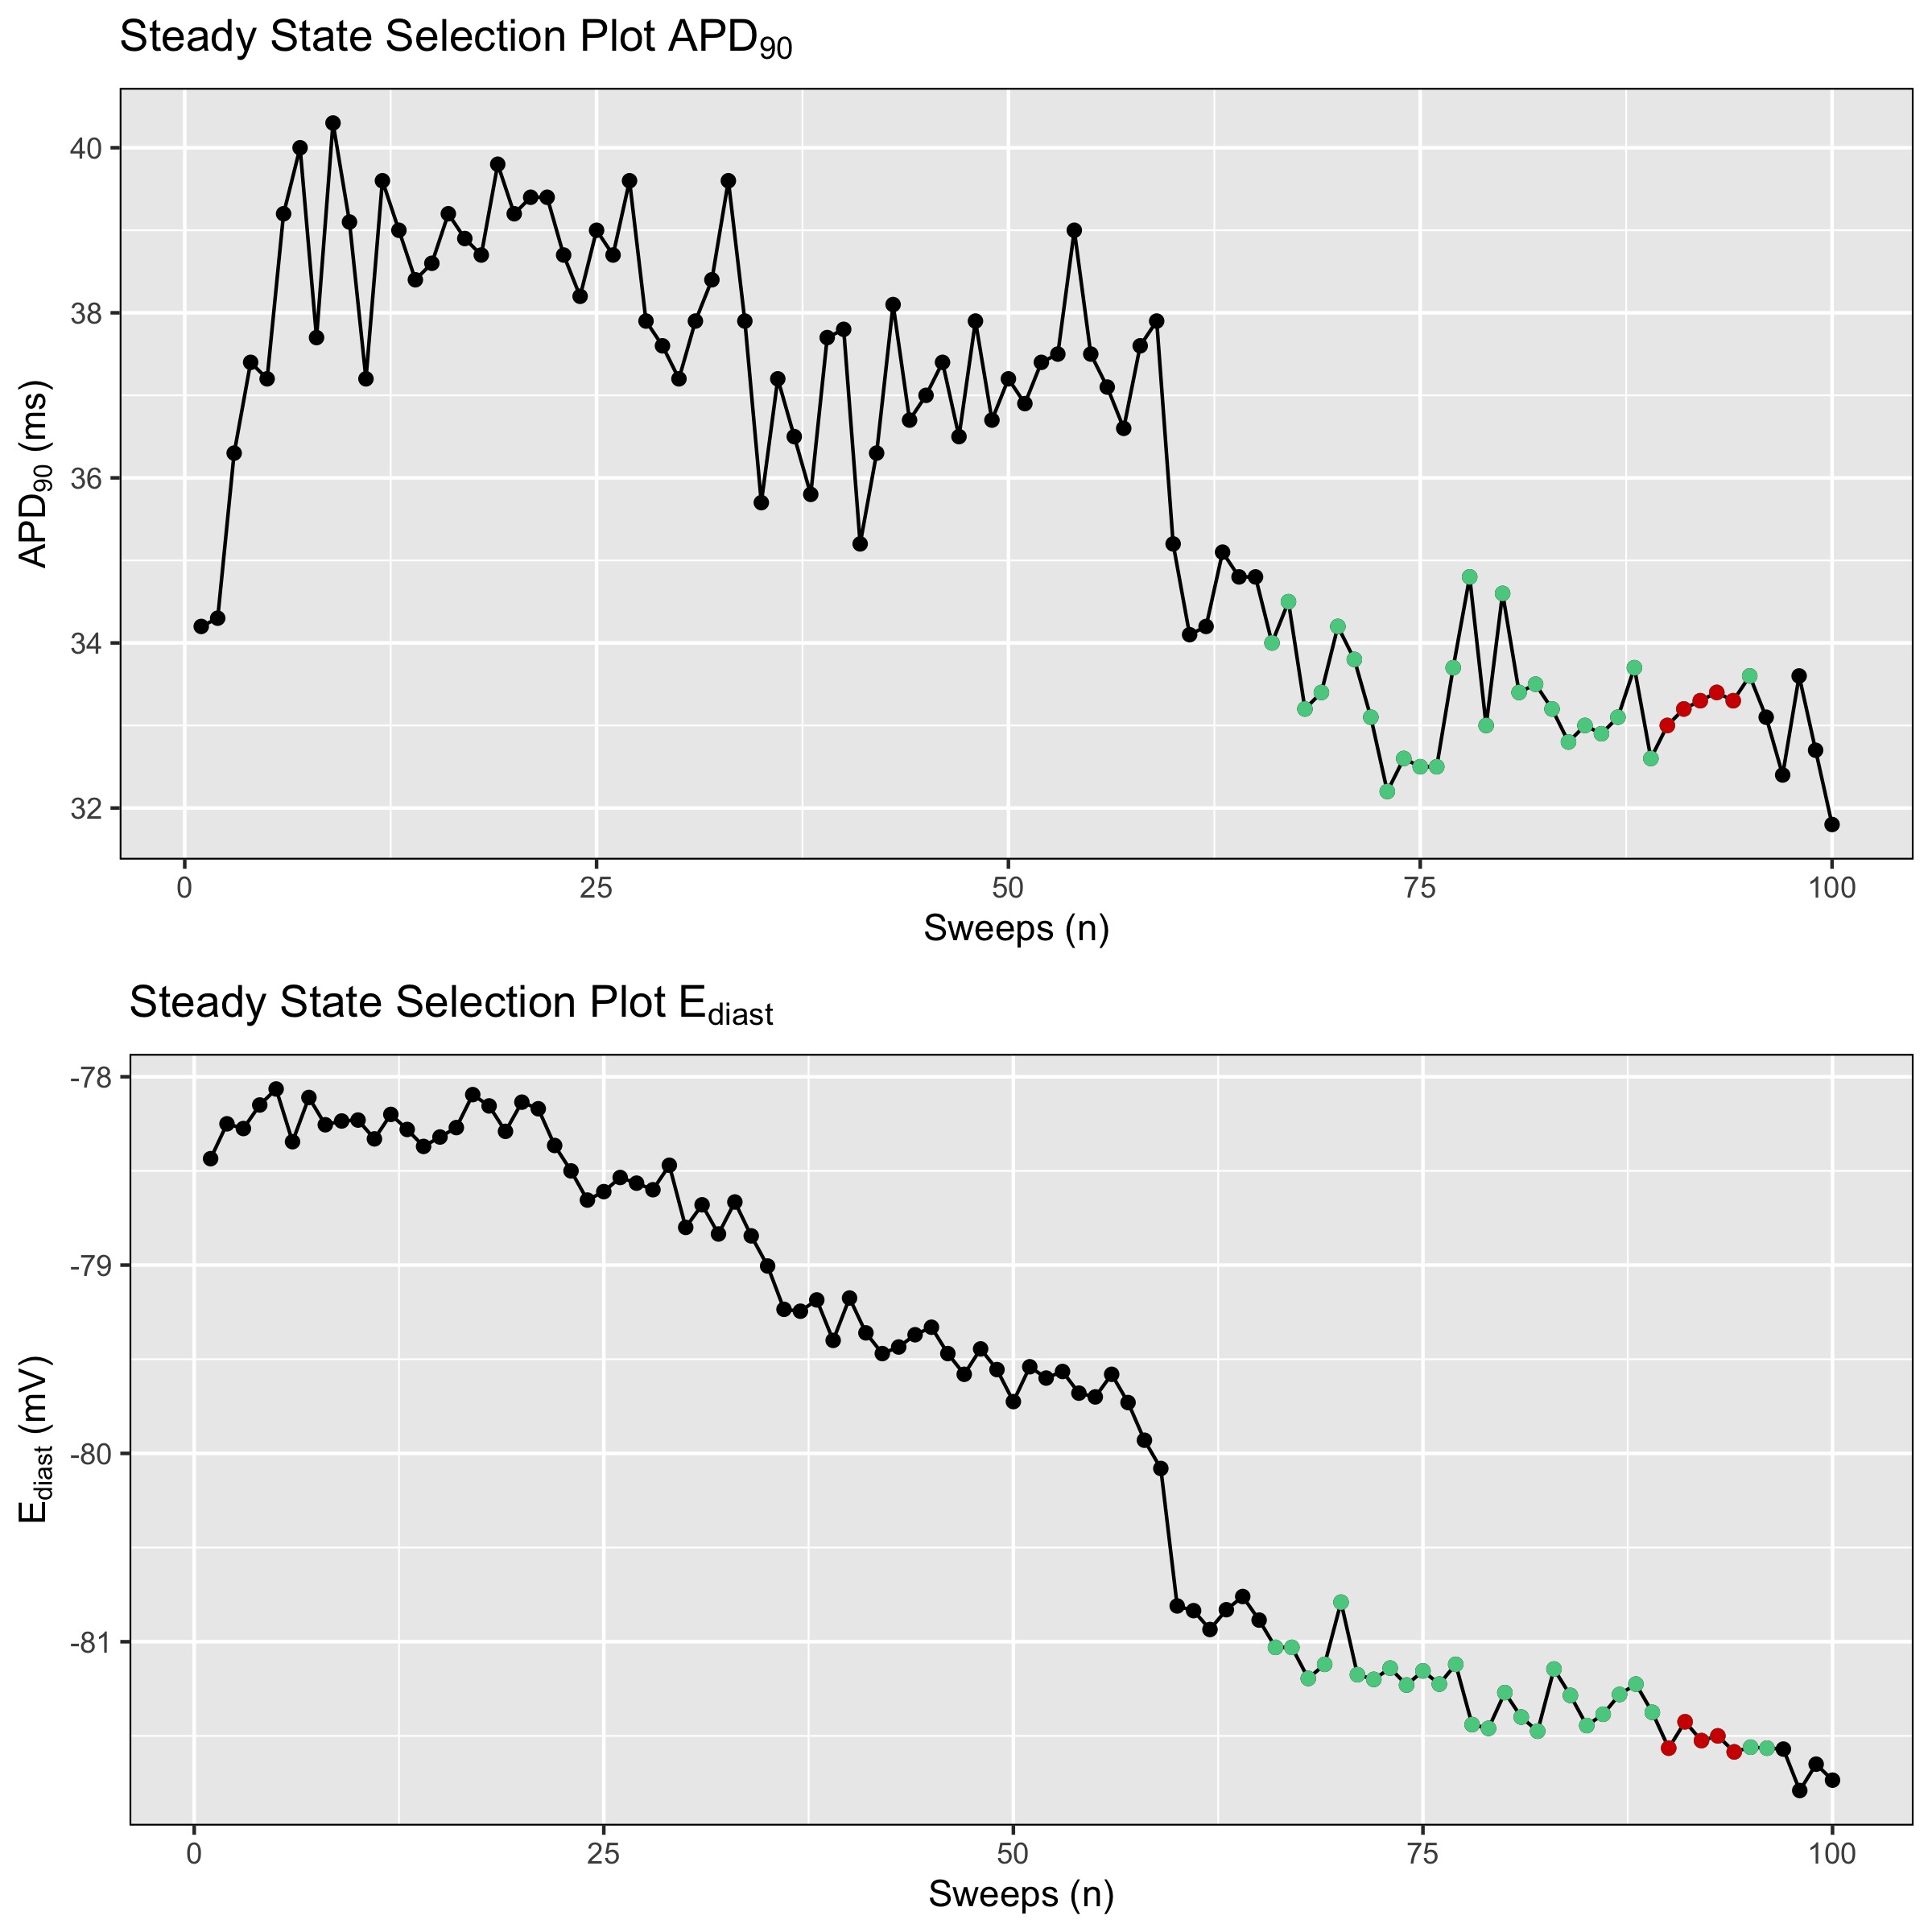 Steady State Selection Plot APD90
APD90 (ms)
40
38
36
34
32
0 25 50 75 100
Sweeps (n)
Steady State Selection Plot Ediast
Ediast (mV)
-78
-79
-80
-81
0 25 50 75 100
Sweeps (n)